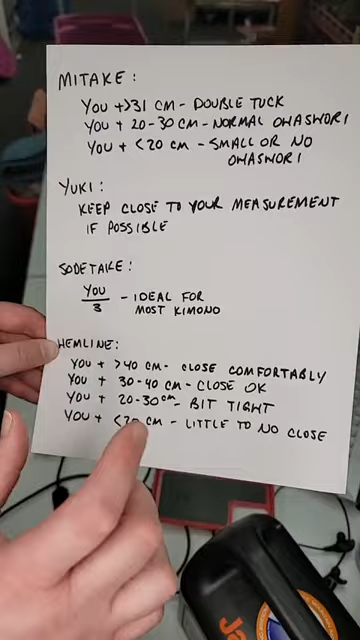 MITAKE:
YOU +>31 CM - DOUBLE TUCK
YOU + 20-30 CM - NORMAL OHASHORI
YOU + <20 CM - SMALL OR NO
OHASHORI
YUKI:
KEEP CLOSE TO YOUR MEASUREMENT
IF POSSIBLE
SODETAKE:
YOU
3
- IDEAL FOR
MOST KIMONO
HEMLINE:
YOU + >40 CM - CLOSE COMFORTABLY
YOU + 30-40 CM - CLOSE OK
YOU + 20-30 CM - BIT TIGHT
YOU + <20 CM - LITTLE TO NO CLOSE